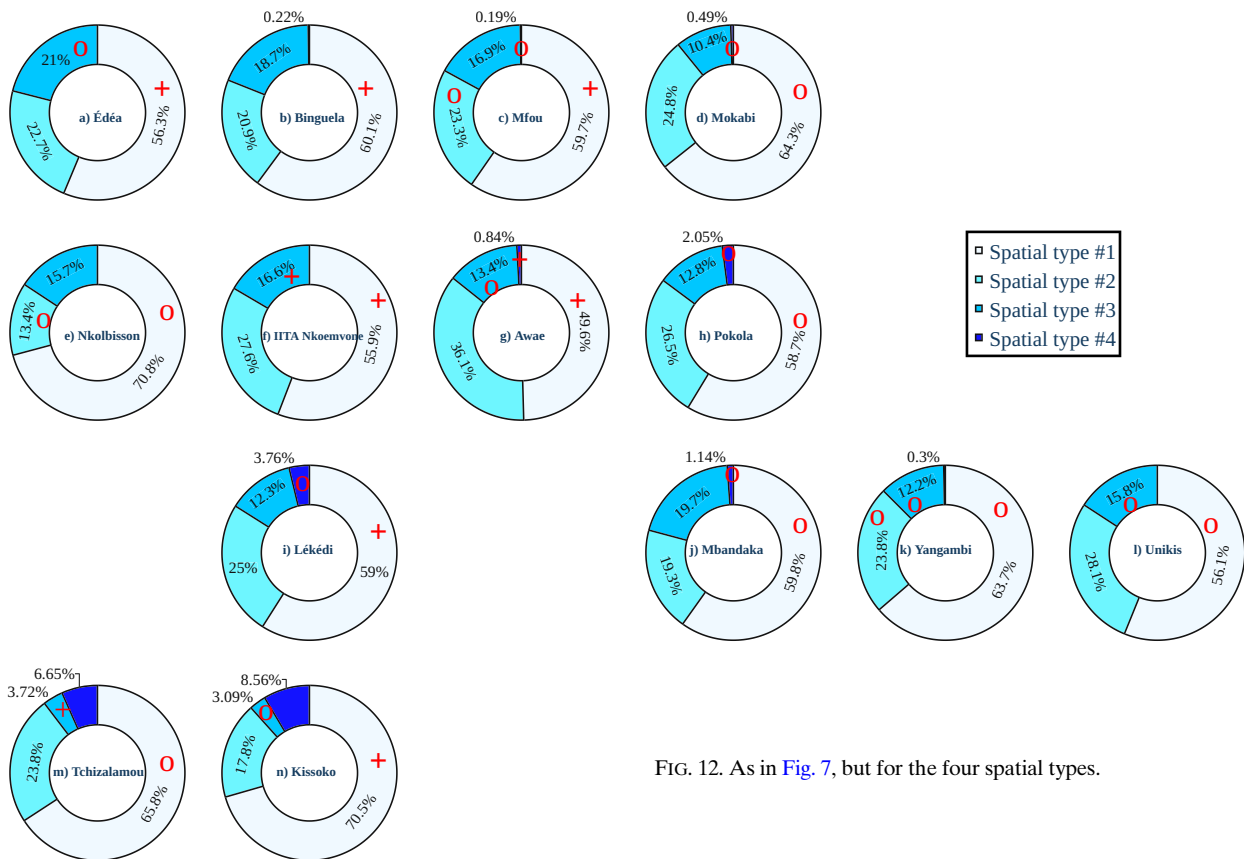 0.22%
0.19%
0.49%
21%
22.7%
56.3%
a) Édéa
+
o
18.7%
20.9%
60.1%
b) Binguela
+
16.9%
23.3%
59.7%
c) Mfou
o
o
+
10.4%
24.8%
64.3%
d) Mokabi
o
o
0.84%
2.05%
15.7%
13.4%
70.8%
e) Nkolbisson
o
o
16.6%
27.6%
55.9%
f) IITA Nkoemvone
+
+
13.4%
36.1%
49.6%
g) Awae
+
o
+
12.8%
26.5%
58.7%
h) Pokola
o
o
Spatial type #1
Spatial type #2
Spatial type #3
Spatial type #4
3.76%
12.3%
25%
59%
i) Lékédi
o
+
1.14%
19.7%
19.3%
59.8%
j) Mbandaka
o
o
0.3%
12.2%
23.8%
63.7%
k) Yangambi
o
o
o
15.8%
28.1%
56.1%
l) Unikis
o
o
6.65%
3.72%
23.8%
65.8%
m) Tchizalamou
+
o
8.56%
3.09%
17.8%
70.5%
n) Kissoko
o
+
FIG. 12. As in Fig. 7, but for the four spatial types.